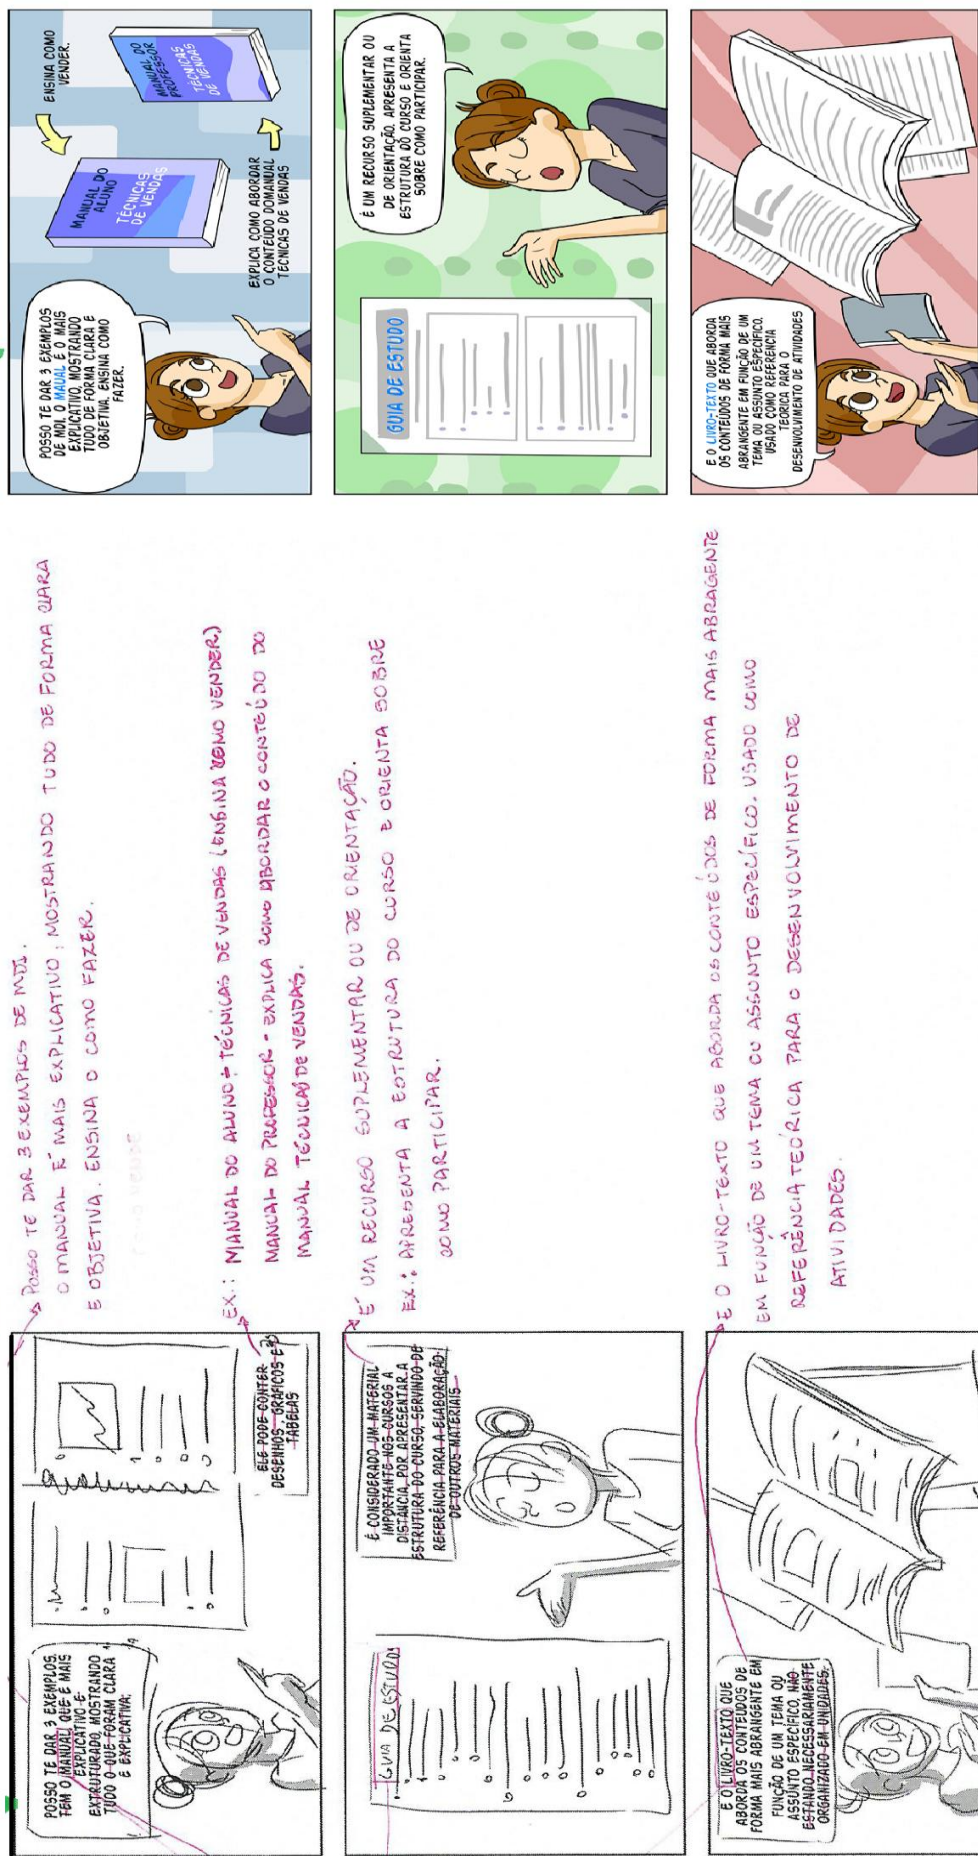 POSSO TE DAR 3 EXEMPLOS.
TEM O MANUAL, QUE É MAIS
EXPLICATIVO E
EXTRUTURADO, MOSTRANDO
TUDO O QUE FORAM CLARA
E EXPLICATIVA.
ELE PODE CONTER
DESENHOS, GRÁFICOS E
TABELAS
Posso TE DAR 3 EXEMPLOS DE MDI.
O MANUAL É MAIS EXPLICATIVO, MOSTRANDO TUDO DE FORMA CLARA
E OBJETIVA. ENSINA O COMO FAZER.
EX.: MANUAL DO ALUNO - TÉCNICAS DE VENDAS (ENSINA COMO VENDER)
MANUAL DO PROFESSOR - EXPLICA COMO ABORDAR O CONTEÚDO DO
MANUAL TÉCNICAS DE VENDAS.
POSSO TE DAR 3 EXEMPLOS
DE MDI. O MAUAL É O MAIS
EXPLICATIVO, MOSTRANDO
TUDO DE FORMA CLARA E
OBJETIVA. ENSINA COMO
FAZER.
MANUAL DO
ALUNO
TÉCNICAS
DE VENDAS
ENSINA COMO
VENDER.
MANUAL DO
PROFESSOR
TÉCNICAS
DE VENDAS
EXPLICA COMO ABORDAR
O CONTEÚDO DOMANUAL
TÉCNICAS DE VENDAS
GUIA DE ESTUDO
É CONSIDERADO UM MATERIAL
IMPORTANTE NOS CURSOS A
DISTÂNCIA, POR APRESENTAR A
ESTRUTURA DO CURSO, SERVINDO DE
REFERÊNCIA PARA A ELABORAÇÃO
DE OUTROS MATERIAIS
É UM RECURSO SUPLEMENTAR OU DE ORIENTAÇÃO.
EX.: APRESENTA A ESTRUTURA DO CURSO E ORIENTA SOBRE
COMO PARTICIPAR.
GUIA DE ESTUDO
É UM RECURSO SUPLEMENTAR OU
DE ORIENTAÇÃO. APRESENTA A
ESTRUTURA DO CURSO E ORIENTA
SOBRE COMO PARTICIPAR.
E O LIVRO-TEXTO QUE
ABORDA OS CONTEÚDOS DE
FORMA MAIS ABRANGENTE EM
FUNÇÃO DE UM TEMA OU
ASSUNTO ESPECÍFICO, NÃO
ESTANDO NECESSARIAMENTE
ORGANIZADO EM UNIDADES.
E O LIVRO-TEXTO QUE ABORDA OS CONTEÚDOS DE FORMA MAIS ABRAGENTE
EM FUNÇÃO DE UM TEMA OU ASSUNTO ESPECÍFICO. USADO COMO
REFERÊNCIA TEÓRICA PARA O DESENVOLVIMENTO DE
ATIVIDADES.
E O LIVRO-TEXTO QUE ABORDA
OS CONTEÚDOS DE FORMA MAIS
ABRANGENTE EM FUNÇÃO DE UM
TEMA OU ASSUNTO ESPECÍFICO.
USADO COMO REFERENCIA
TEÓRICA PARA O
DESENVOLVIMENTO DE ATIVIDADES